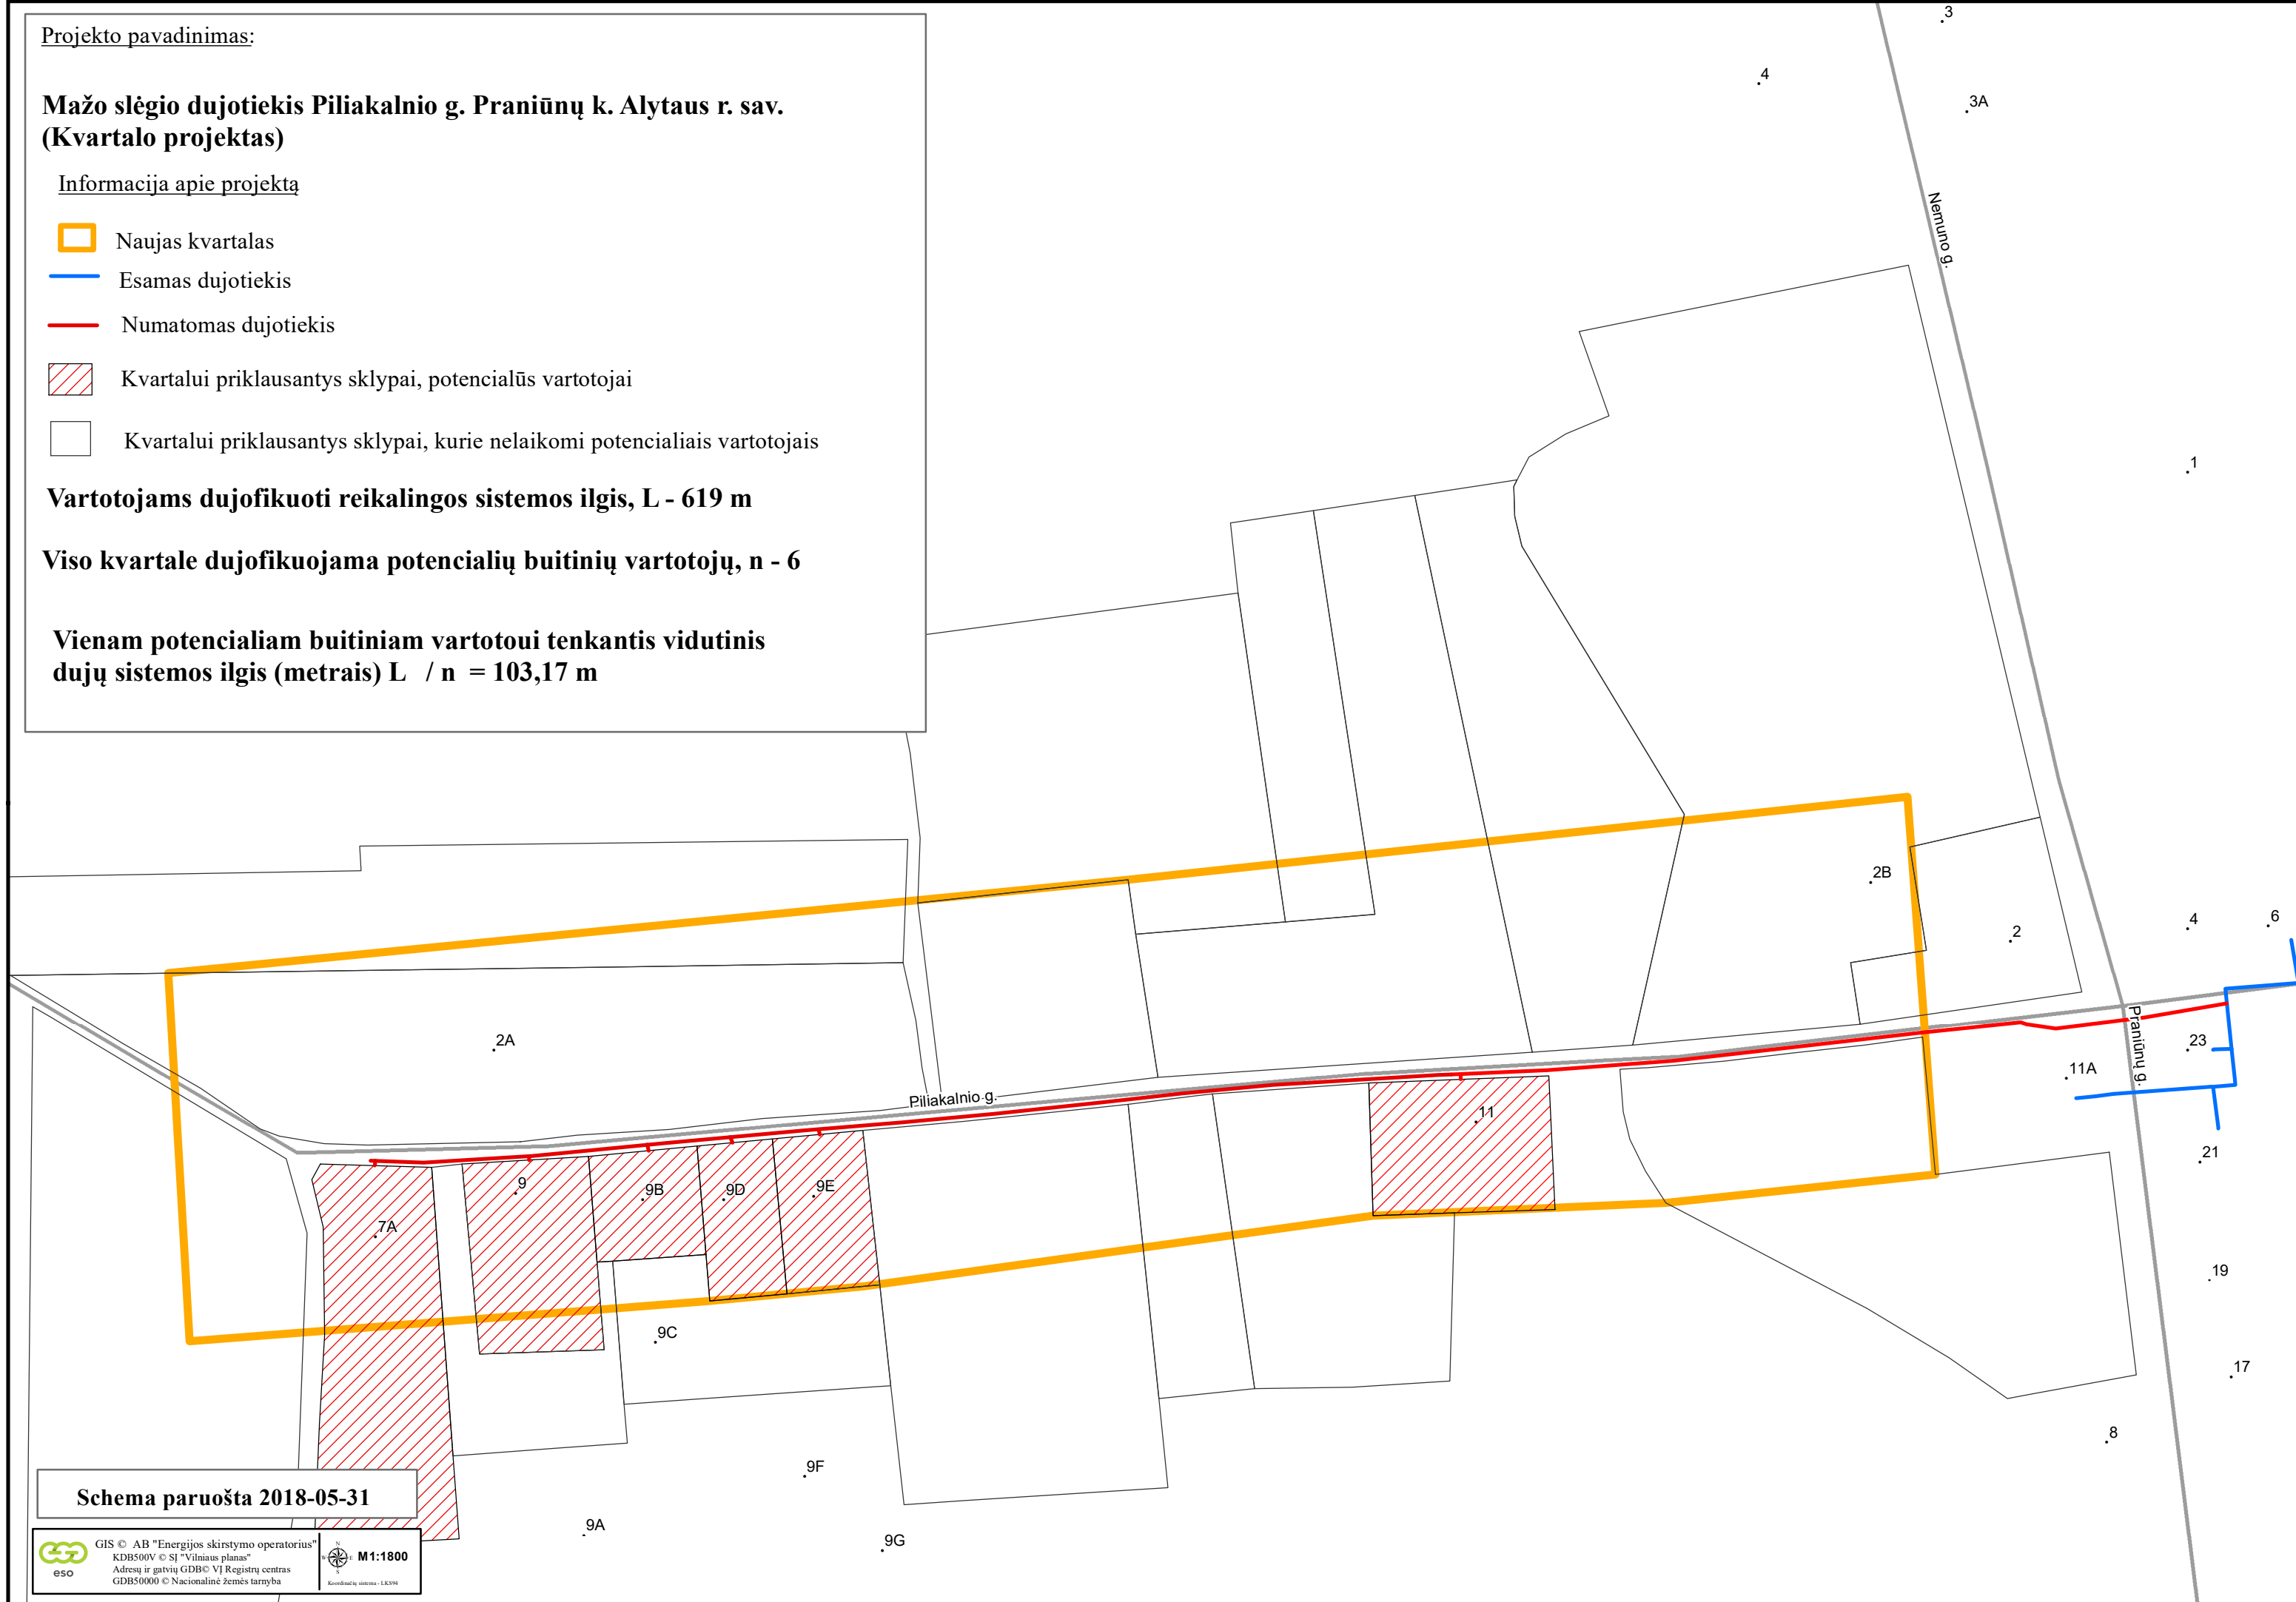 Projekto pavadinimas:
Mažo slėgio dujotiekis Piliakalnio g. Praniūnų k. Alytaus r. sav.
(Kvartalo projektas)
Informacija apie projektą
Naujas kvartalas
Esamas dujotiekis
Numatomas dujotiekis
Kvartalui priklausantys sklypai, potencialūs vartotojai
Kvartalui priklausantys sklypai, kurie nelaikomi potencialiais vartotojais
Vartotojams dujofikuoti reikalingos sistemos ilgis, L - 619 m
Viso kvartale dujofikuojama potencialių buitinių vartotojų, n - 6
Vienam potencialiam buitiniam vartotoui tenkantis vidutinis
dujų sistemos ilgis (metrais) L / n = 103,17 m
3
4
3A
Nemuno g.
1
2B
2
4
6
2A
Praniūnų g.
23
11A
Piliakalnio g.
11
21
9
9B
9D
9E
7A
19
9C
17
8
9F
9A
9G
Schema paruošta 2018-05-31
eso
GIS © AB "Energijos skirstymo operatorius"
KDB500V © SĮ "Vilniaus planas"
Adresų ir gatvių GDB© VĮ Registrų centras
GDB50000 © Nacionalinė žemės tarnyba
N
W
E
S
M1:1800
Koordinačių sistema - LKS94